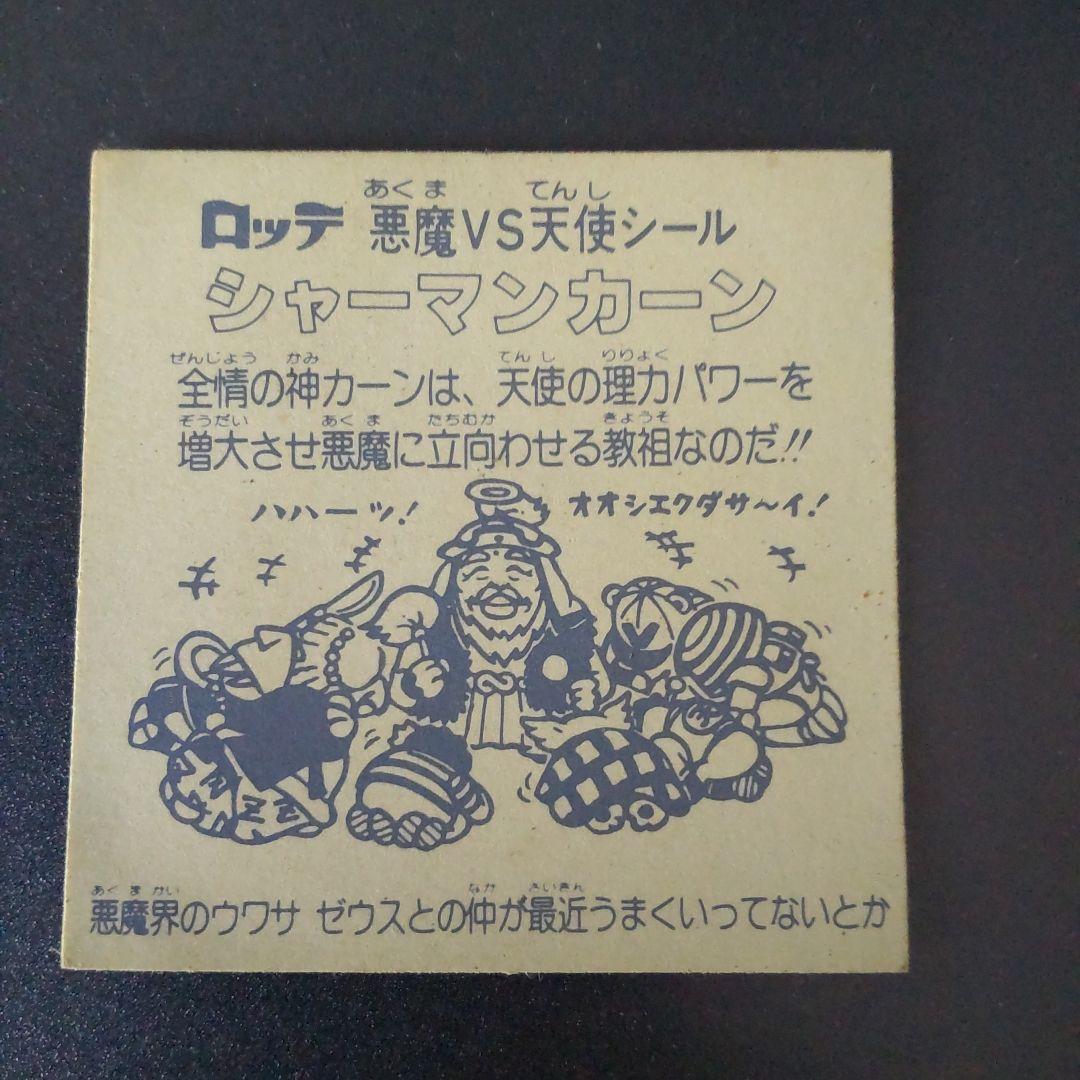 あくま てんし
ロッテ 悪魔VS天使シール
シャーマンカーン
ぜんじょう かみ てんし りりょく
全情の神カーンは、天使の理力パワーを
ぞうだい あくま たちむか きょうそ
増大させ悪魔に立向わせる教祖なのだ!!
ハハーッ! オオシエクダサ～イ!
あくまかい なか さいきん
悪魔界のウワサ ゼウスとの仲が最近うまくいってないとか